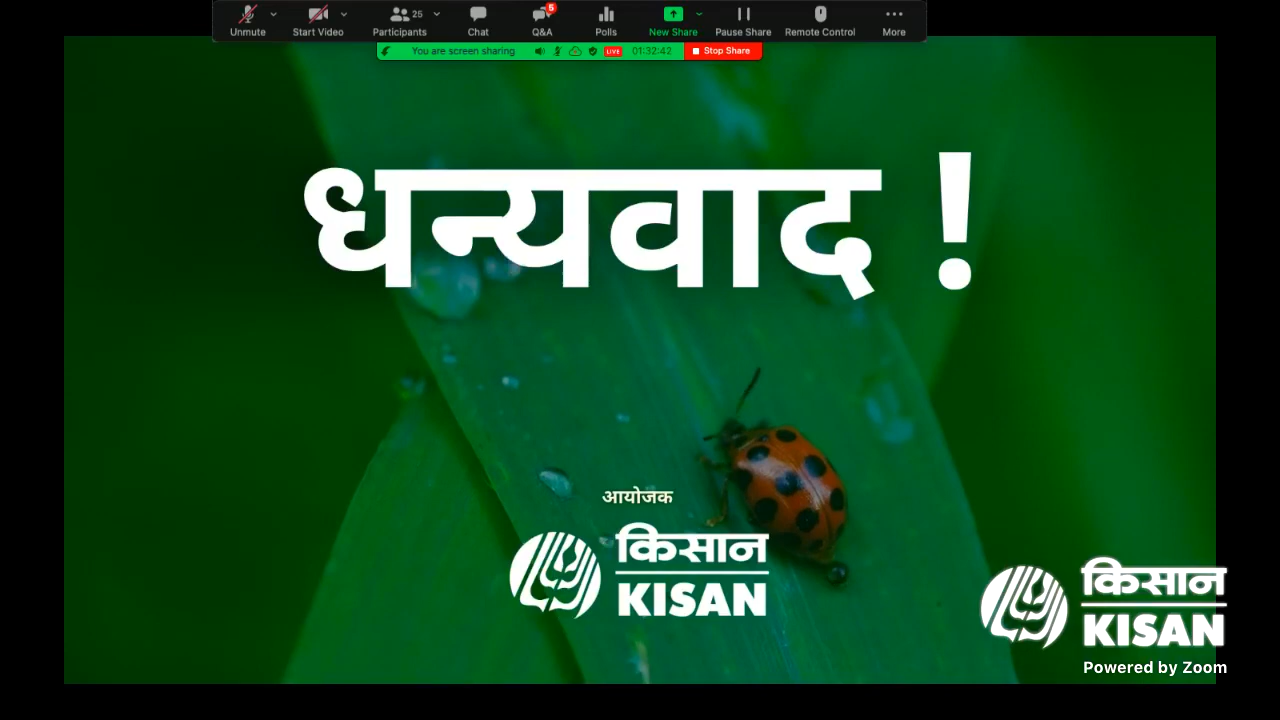 Unmute
Start Video
25
Participants
Chat
5
Q&A
Polls
New Share
Pause Share
Remote Control
More
You are screen sharing
LIVE
01:32:42
Stop Share
धन्यवाद !
आयोजक
किसान
KISAN
किसान
KISAN
Powered by Zoom